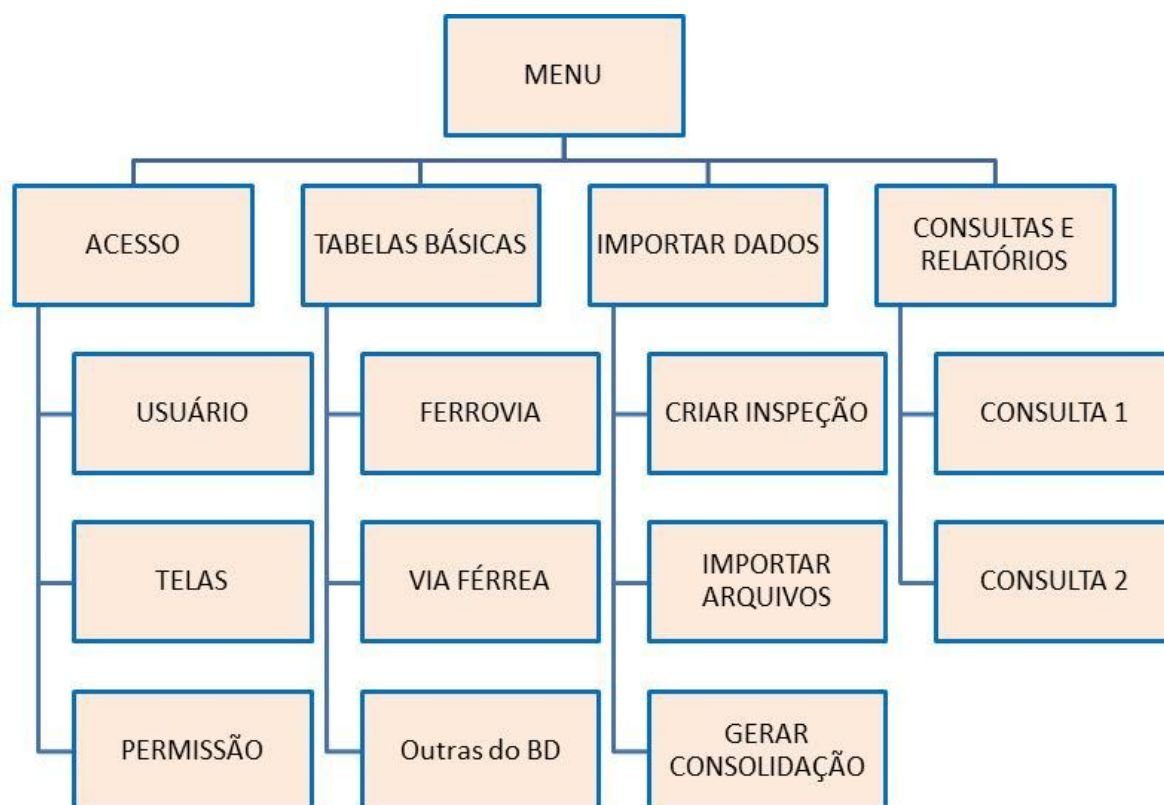 MENU
ACESSO
TABELAS BÁSICAS
IMPORTAR DADOS
CONSULTAS E
RELATÓRIOS
USUÁRIO
FERROVIA
CRIAR INSPEÇÃO
CONSULTA 1
TELAS
VIA FÉRREA
IMPORTAR
ARQUIVOS
CONSULTA 2
PERMISSÃO
Outras do BD
GERAR
CONSOLIDAÇÃO